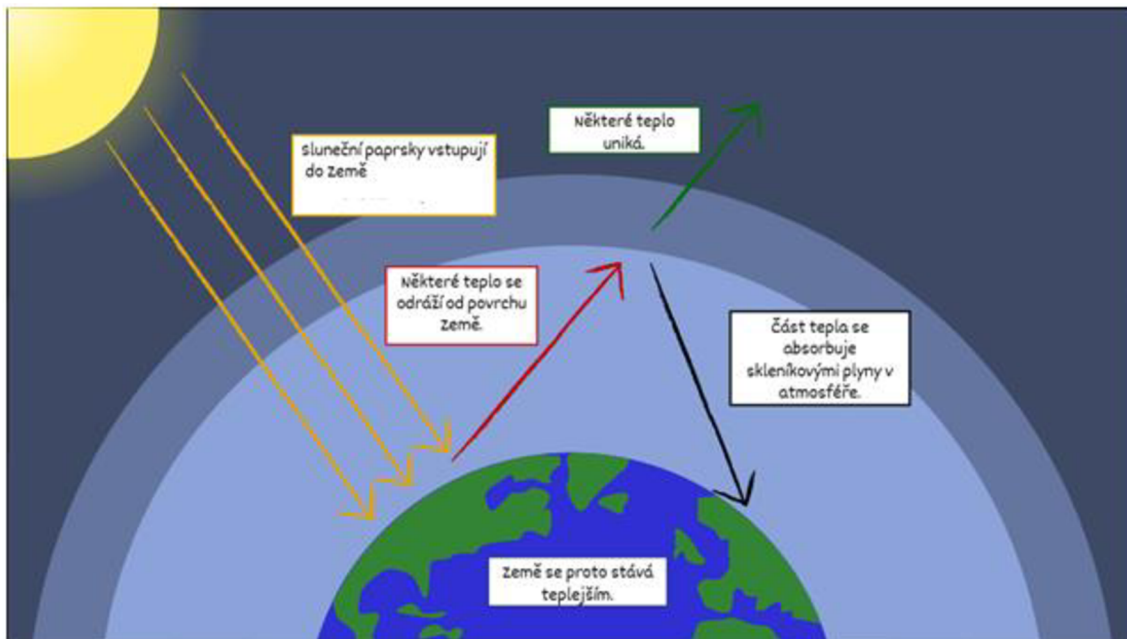 Sluneční paprsky vstupují
do Země
Některé teplo
uniká.
Některé teplo se
odráží od povrchu
Země.
Část tepla se
absorbuje
skleníkovými plyny v
atmosféře.
Země se proto stává
teplejším.